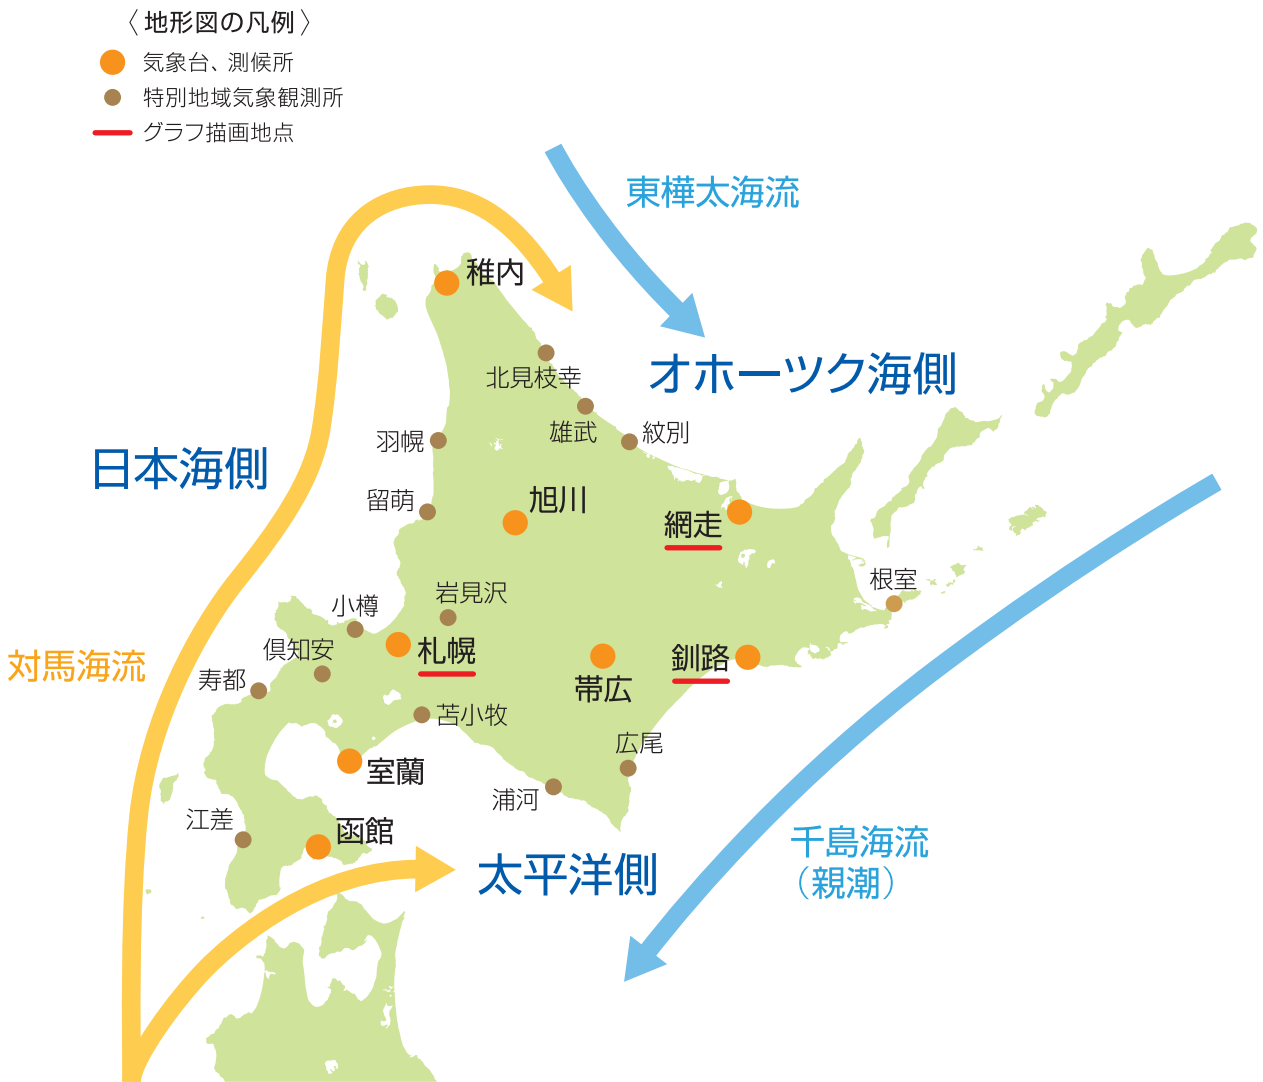 〈地形図の凡例〉
気象台、測候所
特別地域気象観測所
グラフ描画地点
東樺太海流
稚内
オホーツク海側
北見枝幸
雄武
紋別
羽幌
日本海側
留萌
旭川
網走
根室
岩見沢
小樽
札幌
倶知安
釧路
対馬海流
寿都
帯広
苫小牧
広尾
室蘭
浦河
江差
函館
千島海流
（親潮）
太平洋側